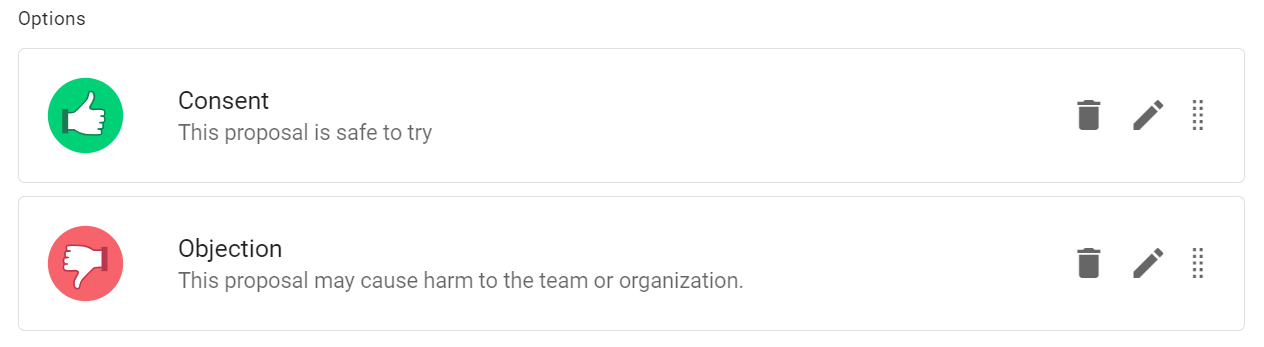 Options
Consent
This proposal is safe to try
Objection
This proposal may cause harm to the team or organization.